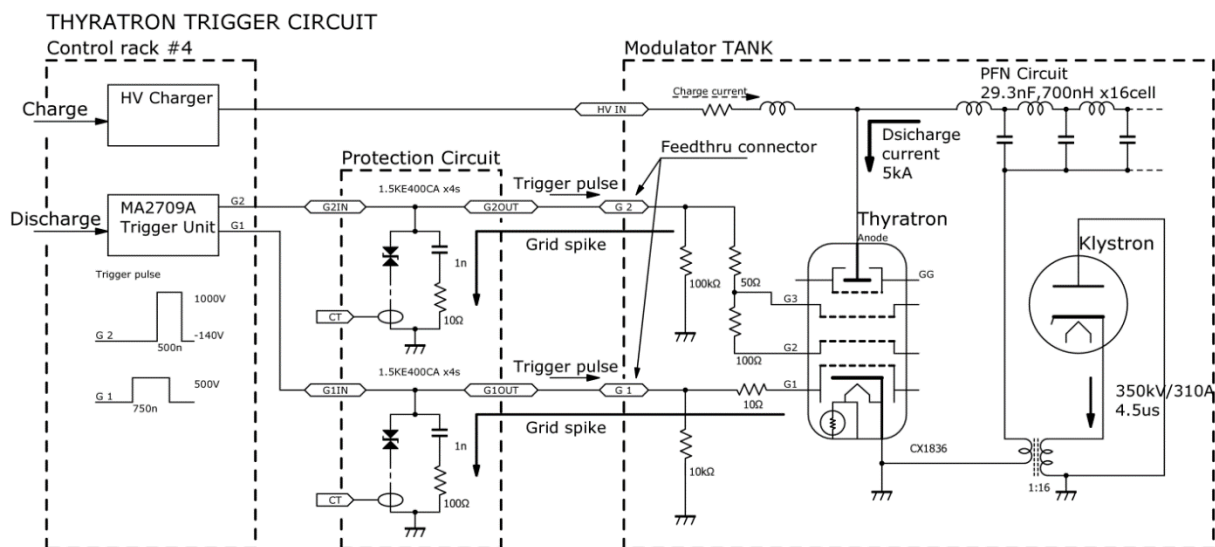 THYRATRON TRIGGER CIRCUIT
Control rack #4
Modulator TANK
PFN Circuit
29.3nF,700nH x16cell
HV Charger
Charge
HV IN
Charge current
Dsicharge
current
5kA
Protection Circuit
Feedthru connector
1.5KE400CA x4s
Trigger pulse
MA2709A
Trigger Unit
G2
G1
Discharge
G2IN
G2OUT
G 2
Grid spike
Thyratron
Anode
Klystron
Trigger pulse
1000V
-140V
G 2
500n
1n
10Ω
CT
100kΩ
50Ω
100Ω
GG
G3
G2
G 1
500V
750n
1.5KE400CA x4s
Trigger pulse
G1IN
G1OUT
G 1
10Ω
G1
Grid spike
350kV/310A
4.5us
1n
100Ω
CT
10kΩ
CX1836
1:16